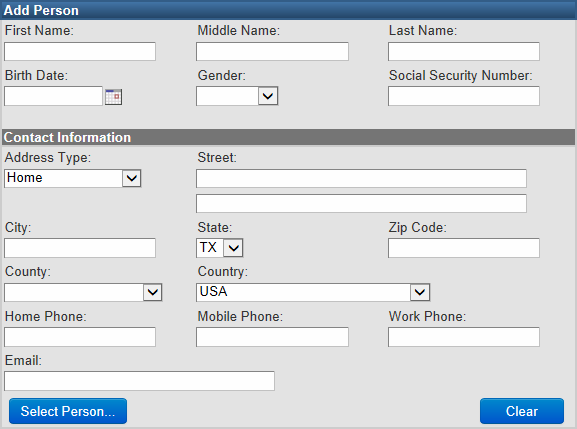 Add Person
First Name: Middle Name: Last Name:
Birth Date: Gender: Social Security Number:
Contact Information
Address Type: Street:
Home
City: State: Zip Code:
TX
County: Country:
USA
Home Phone: Mobile Phone: Work Phone:
Email:
Select Person... Clear